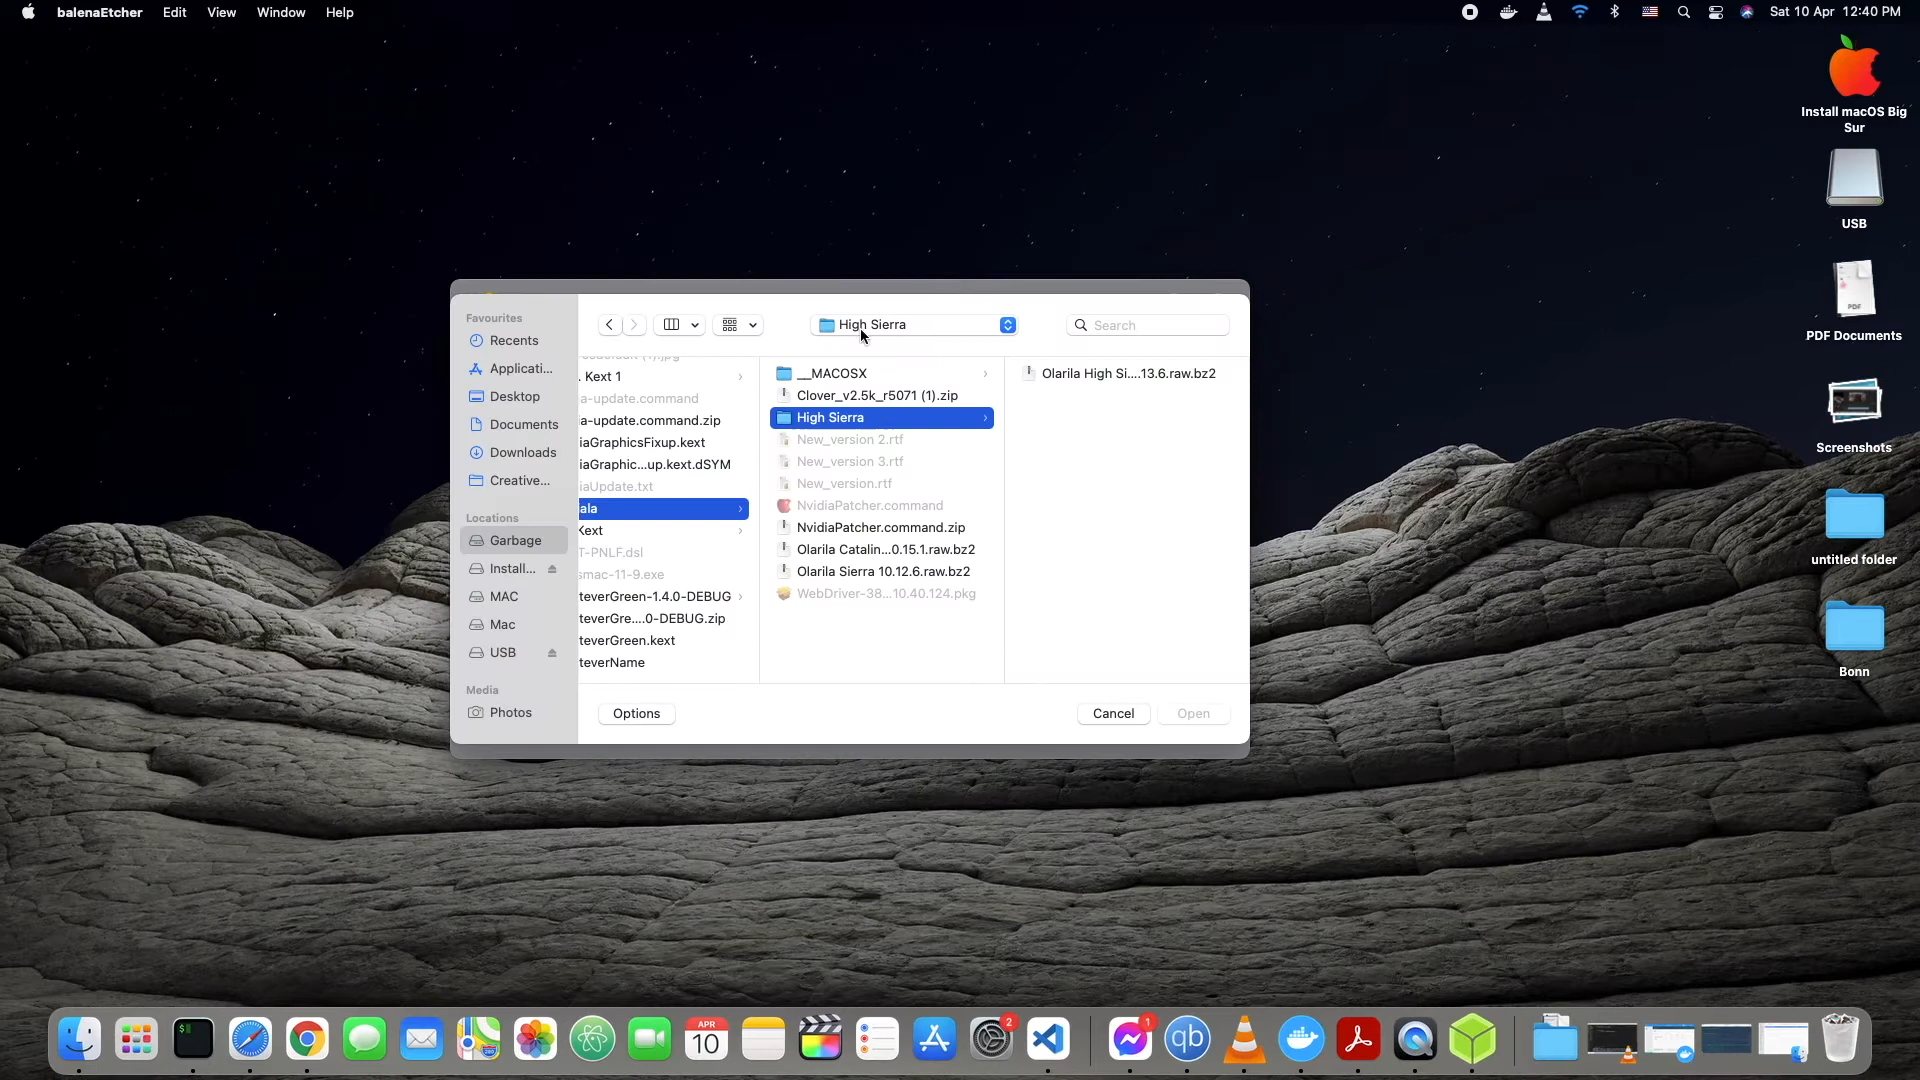 balenaEtcher Edit View Window Help
Sat 10 Apr 12:40 PM
Install macOS Big
Sur
USB
PDF
PDF Documents
Screenshots
untitled folder
Bonn
Favourites
Recents
Applicati...
Desktop
Documents
Downloads
Creative...
Locations
Garbage
Install...
MAC
Mac
USB
Media
Photos
High Sierra
Search
. Kext 1
a-update.command
a-update.command.zip
iaGraphicsFixup.kext
iaGraphic...up.kext.dSYM
iaUpdate.txt
ala
Kext
T-PNLF.dsl
smac-11-9.exe
teverGreen-1.4.0-DEBUG
teverGre....0-DEBUG.zip
teverGreen.kext
teverName
__MACOSX
Clover_v2.5k_r5071 (1).zip
High Sierra
New_version 2.rtf
New_version 3.rtf
New_version.rtf
NvidiaPatcher.command
NvidiaPatcher.command.zip
Olarila Catalin...0.15.1.raw.bz2
Olarila Sierra 10.12.6.raw.bz2
WebDriver-38...10.40.124.pkg
Olarila High Si....13.6.raw.bz2
Options
Cancel
Open
$
APR
10
2
1
qb